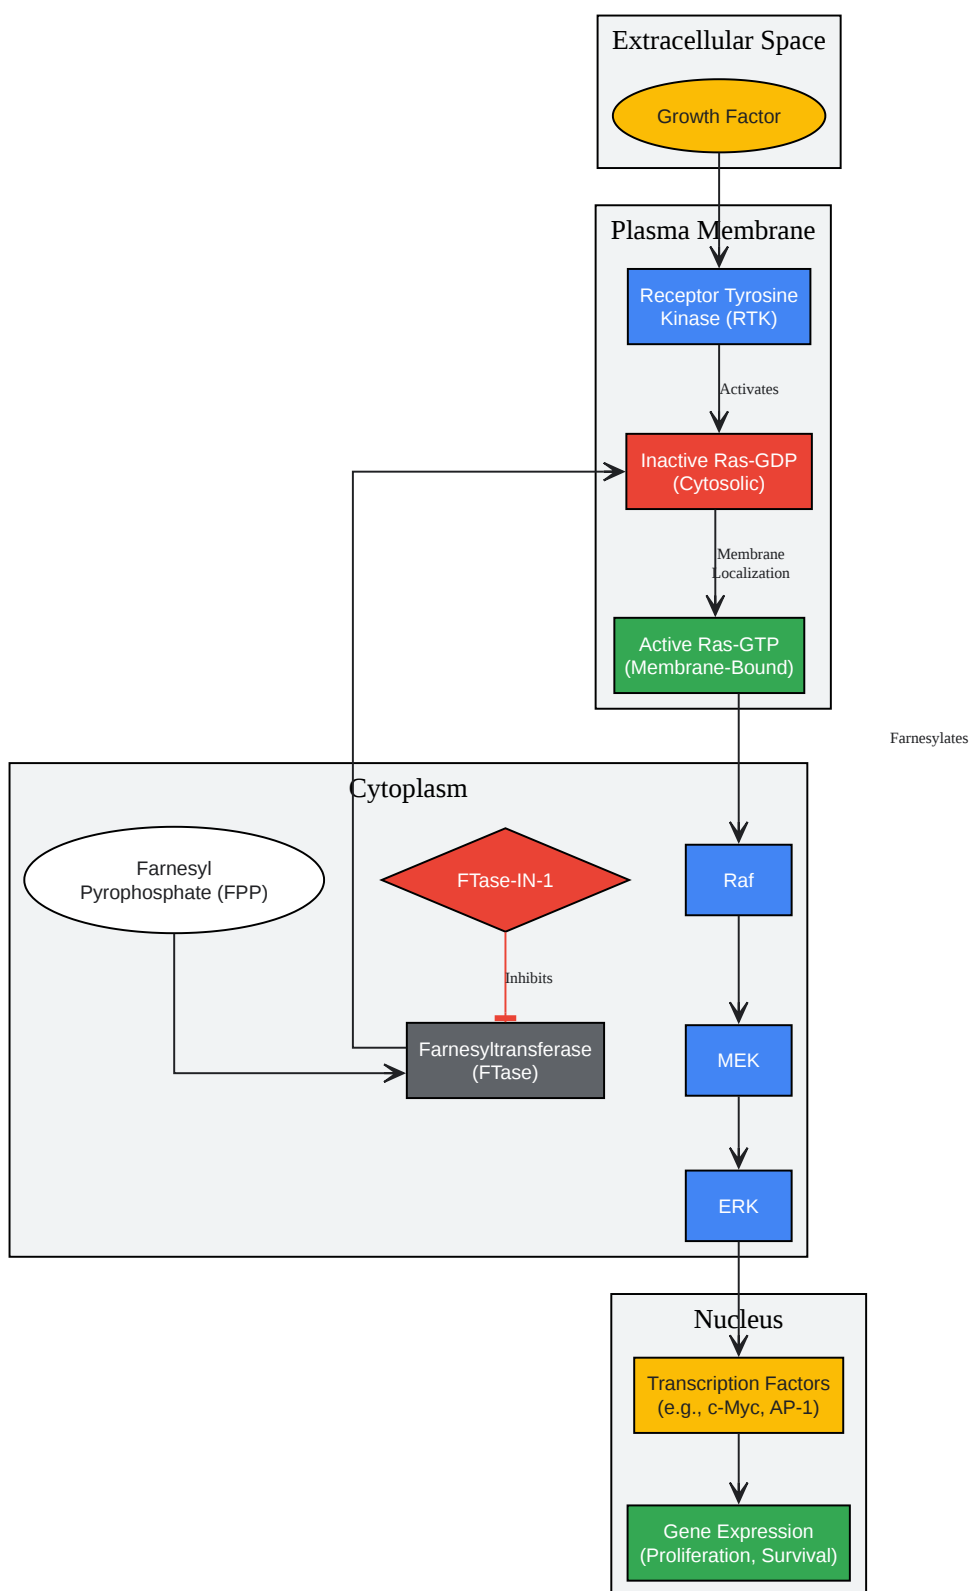 Extracellular Space
Growth Factor
Plasma Membrane
Receptor Tyrosine
Kinase (RTK)
Activates
Inactive Ras-GDP
(Cytosolic)
Membrane
Localization
Active Ras-GTP
(Membrane-Bound)
Farnesylates
Cytoplasm
Farnesyl
Pyrophosphate (FPP)
FTase-IN-1
Raf
Inhibits
Farnesyltransferase
(FTase)
MEK
ERK
Nucleus
Transcription Factors
(e.g., c-Myc, AP-1)
Gene Expression
(Proliferation, Survival)